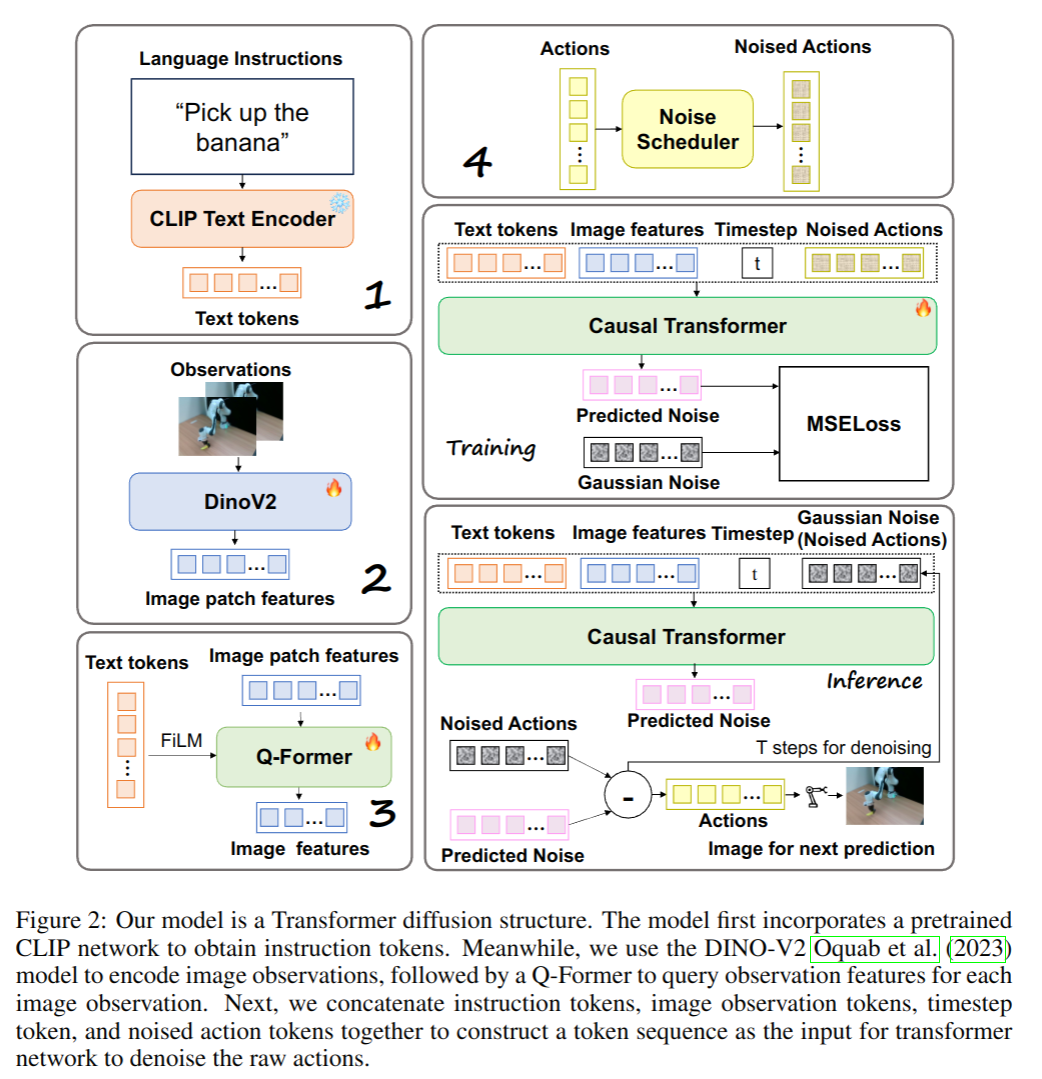 Language Instructions
“Pick up the
banana”
CLIP Text Encoder
Text tokens
1
Observations
DinoV2
Image patch features
2
Text tokens
Image patch features
FiLM
Q-Former
Image features
3
Actions
Noised Actions
Noise
Scheduler
4
Text tokens Image features Timestep Noised Actions
t
Causal Transformer
Predicted Noise
MSELoss
Training
Gaussian Noise
Text tokens Image features Timestep Gaussian Noise
(Noised Actions)
t
Causal Transformer
Inference
Predicted Noise
Noised Actions
T steps for denoising
-
Actions
Predicted Noise
Image for next prediction
Figure 2: Our model is a Transformer diffusion structure. The model first incorporates a pretrained
CLIP network to obtain instruction tokens. Meanwhile, we use the DINO-V2 Oquab et al. (2023)
model to encode image observations, followed by a Q-Former to query observation features for each
image observation. Next, we concatenate instruction tokens, image observation tokens, timestep
token, and noised action tokens together to construct a token sequence as the input for transformer
network to denoise the raw actions.